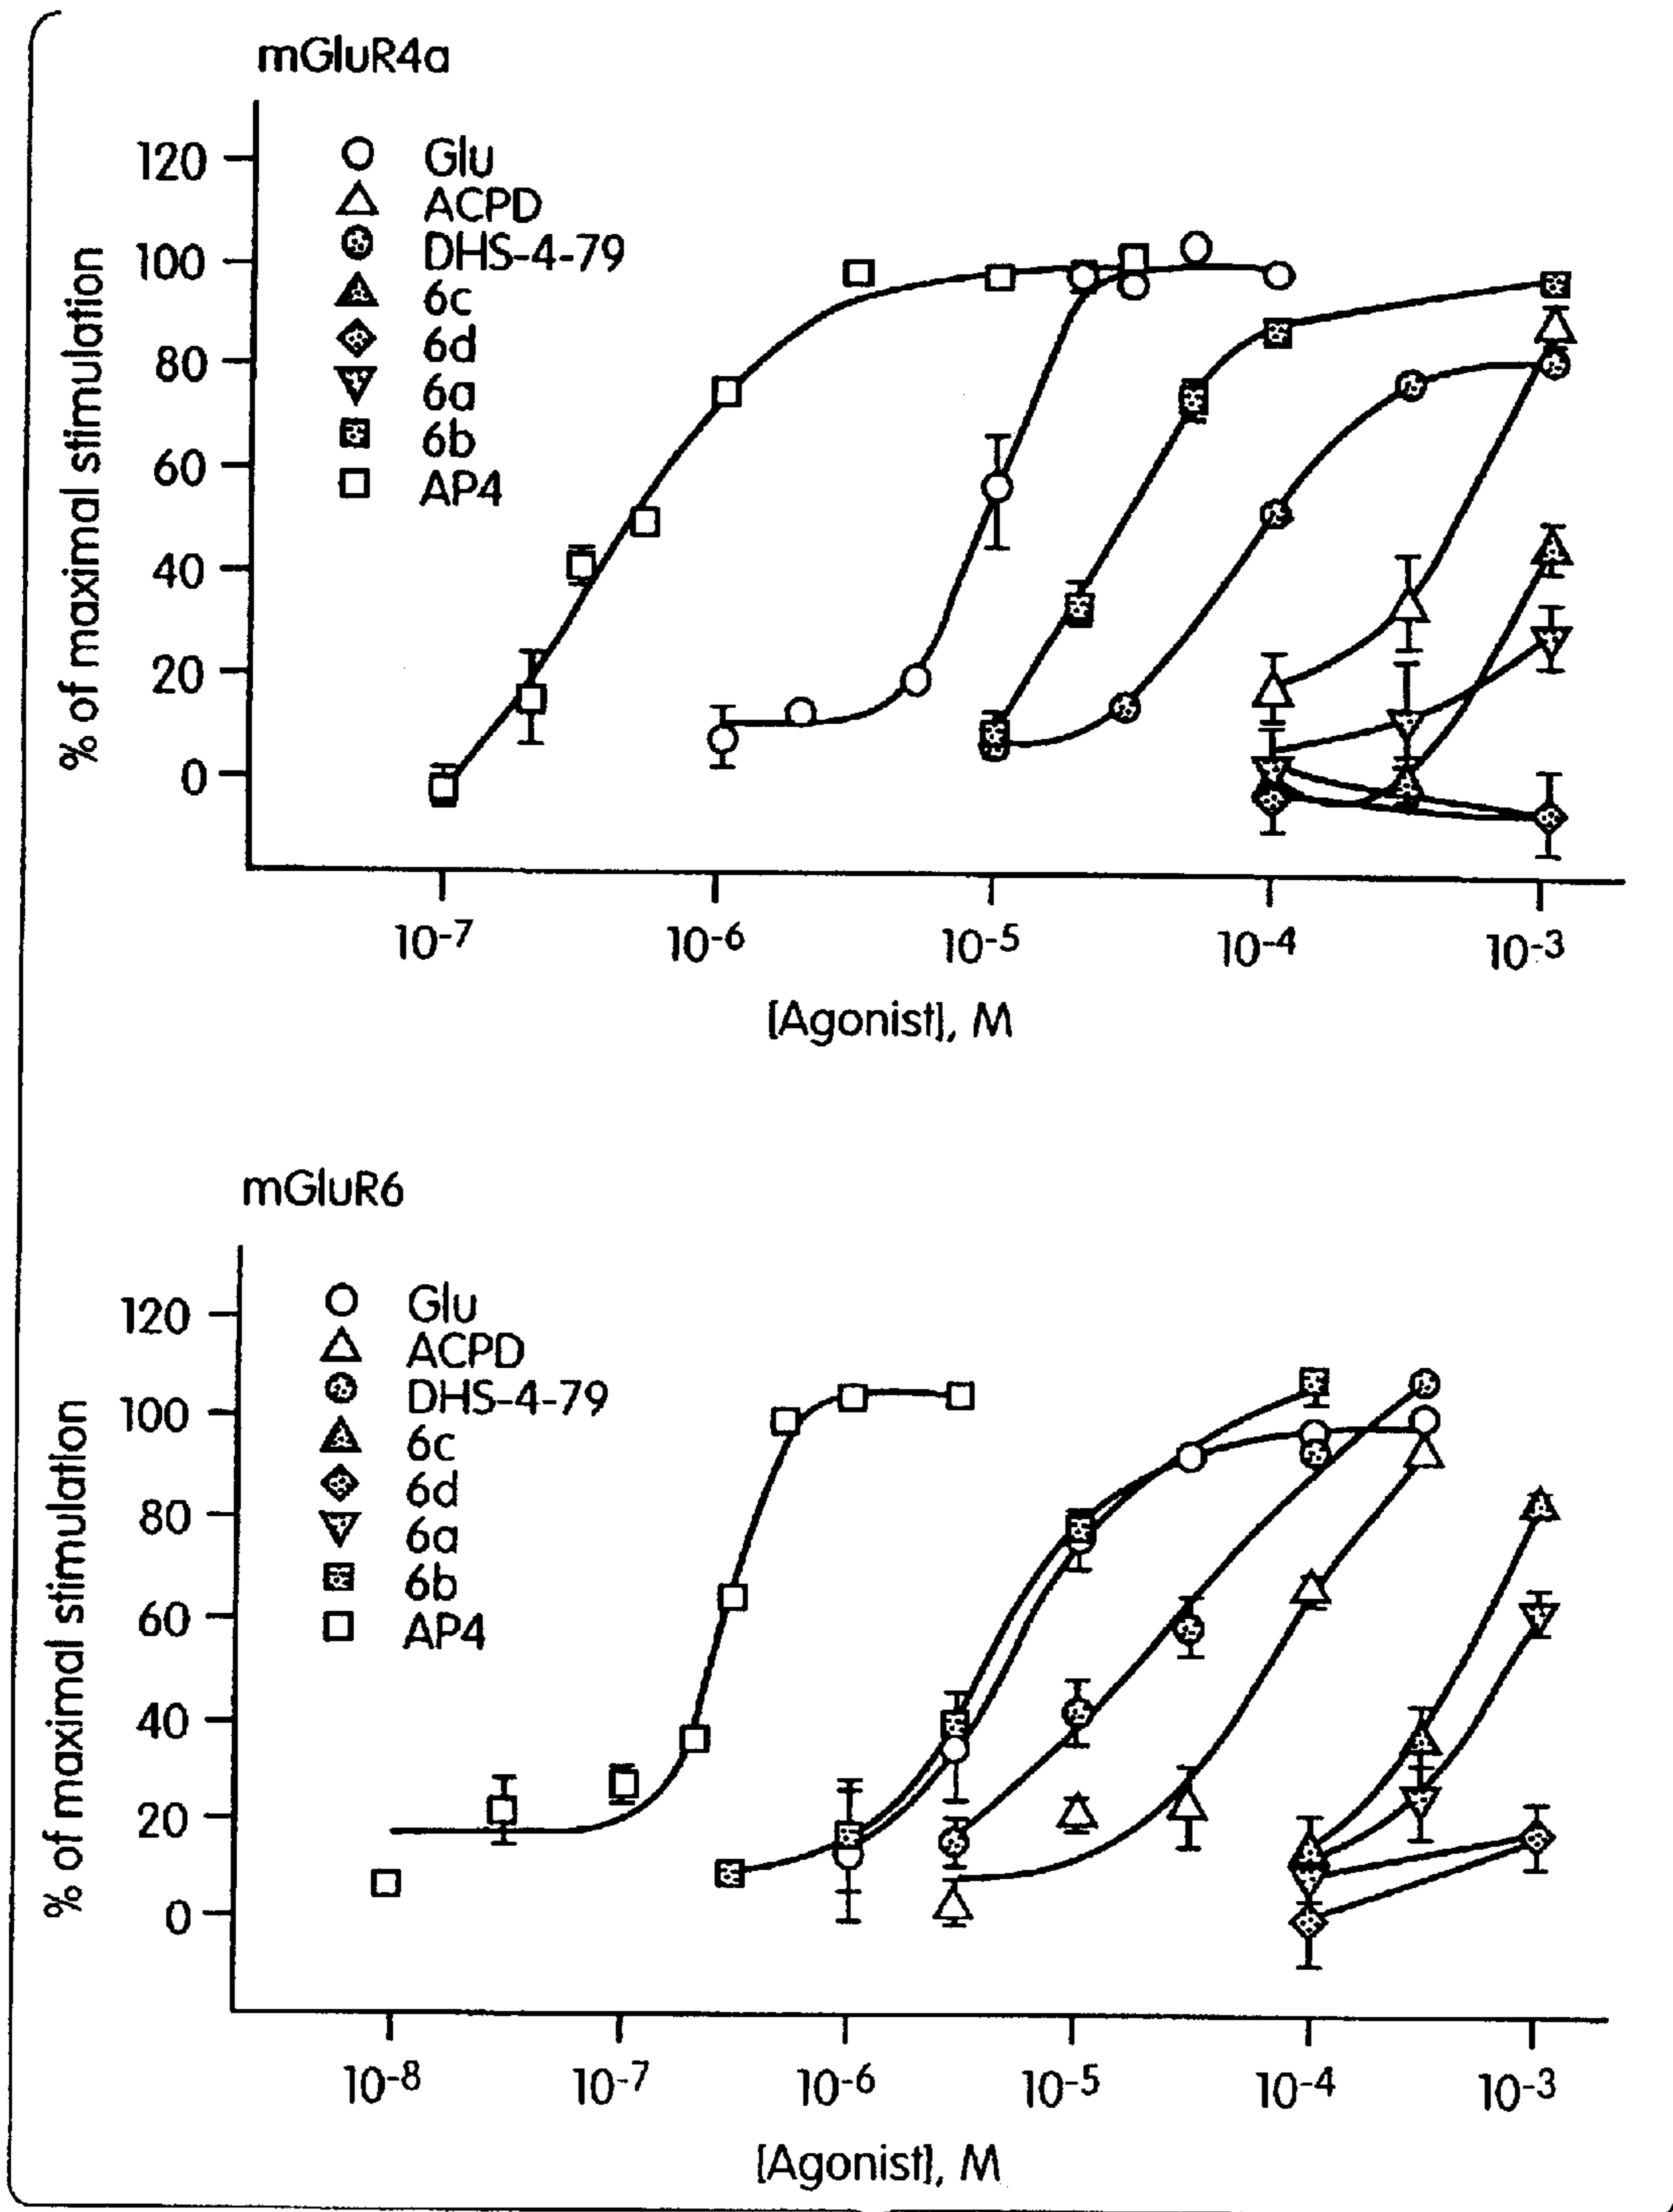 mGluR4a
120
100
80
60
40
20
0
% of maximal stimulation
Glu
ACPD
DHS-4-79
6c
6d
6a
6b
AP4
10-7
10-6
10-5
10-4
10-3
[Agonist], M
mGluR6
120
100
80
60
40
20
0
% of maximal stimulation
Glu
ACPD
DHS-4-79
6c
6d
6a
6b
AP4
10-8
10-7
10-6
10-5
10-4
10-3
[Agonist], M